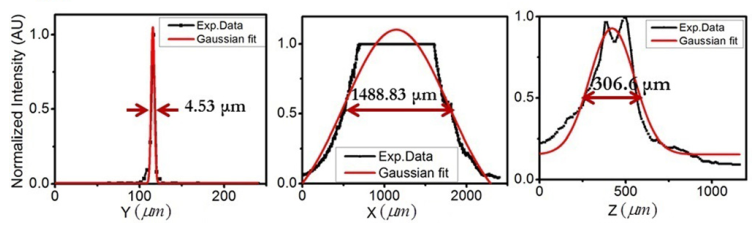 Normalized Intensity (AU)
1.0
0.5
0.0
Exp.Data
Gaussian fit
4.53 μm
0
100
200
Y (μm)
1.0
0.5
0.0
1488.83 μm
Exp.Data
Gaussian fit
0
1000
2000
X (μm)
1.0
0.5
0.0
Exp.Data
Gaussian fit
306.6 μm
0
500
1000
Z (μm)